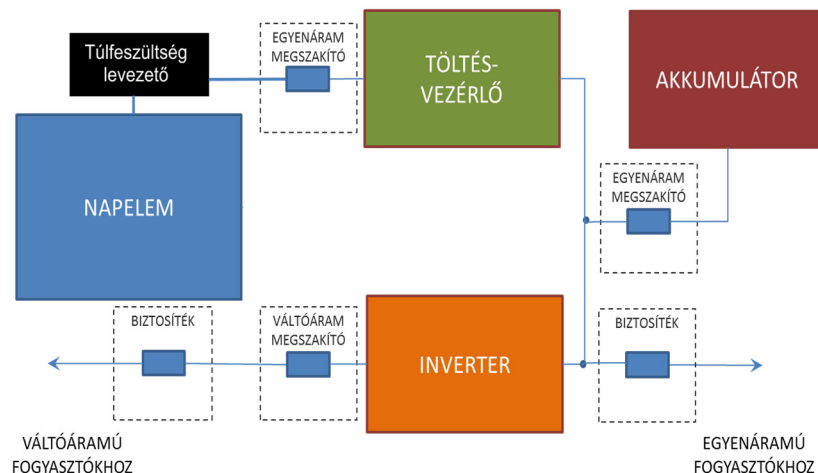 Túlfeszültség
levezető
EGYENÁRAM
MEGSZAKÍTÓ
TÖLTÉS-
VEZÉRLŐ
AKKUMULÁTOR
NAPELEM
EGYENÁRAM
MEGSZAKÍTÓ
BIZTOSÍTÉK
VÁLTÓÁRAM
MEGSZAKÍTÓ
INVERTER
BIZTOSÍTÉK
VÁLTÓÁRAMÚ
FOGYASZTÓKHOZ
EGYENÁRAMÚ
FOGYASZTÓKHOZ